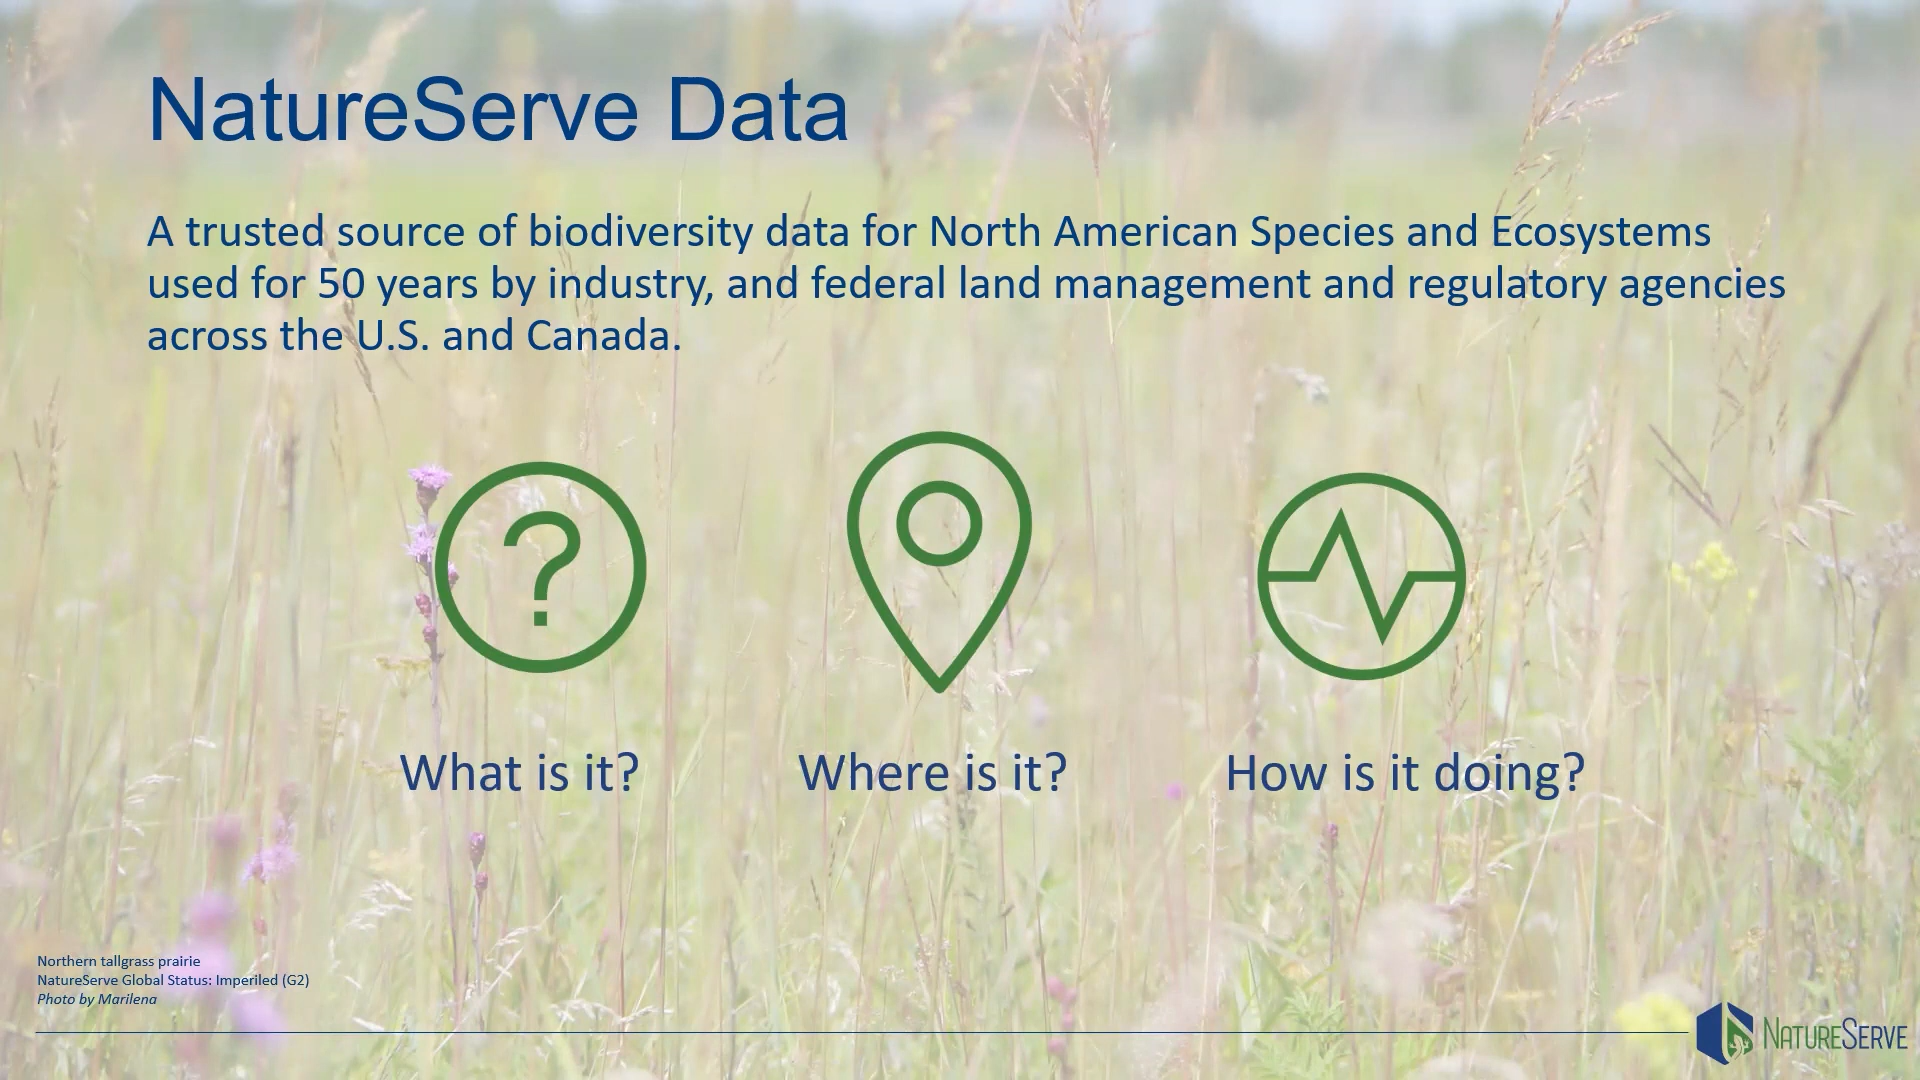 NatureServe Data
A trusted source of biodiversity data for North American Species and Ecosystems
used for 50 years by industry, and federal land management and regulatory agencies
across the U.S. and Canada.
?
What is it?
Where is it?
How is it doing?
Northern tallgrass prairie
NatureServe Global Status: Imperiled (G2)
Photo by Marilena
NATURESERVE